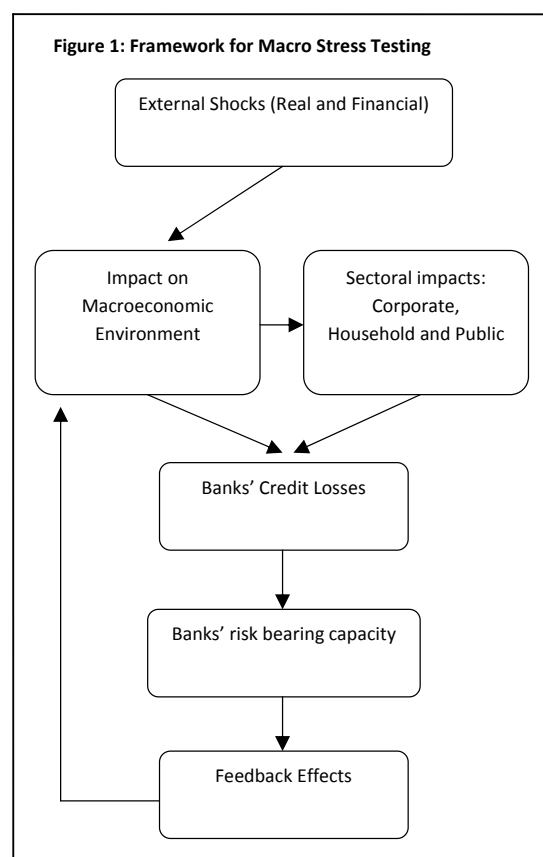 Figure 1: Framework for Macro Stress Testing
External Shocks (Real and Financial)
Impact on
Macroeconomic
Environment
Sectoral impacts:
Corporate,
Household and Public
Banks’ Credit Losses
Banks’ risk bearing capacity
Feedback Effects